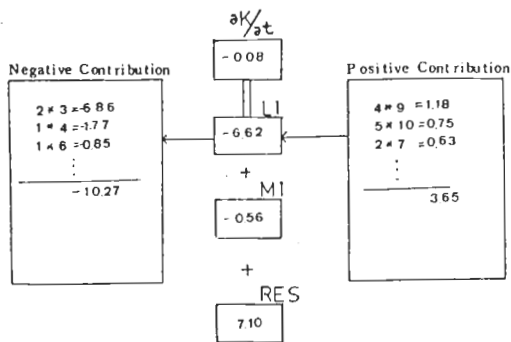 ∂K/∂t
-0.08
Negative Contribution
2 * 3 =-6.86
1 * 4 =-1.77
1 * 6 =-0.85
⋮
-10.27
LI
-6.62
+
MI
-0.56
+
RES
7.10
Positive Contribution
4 * 9 =1.18
5 * 10 =0.75
2 * 7 =0.63
⋮
3.65